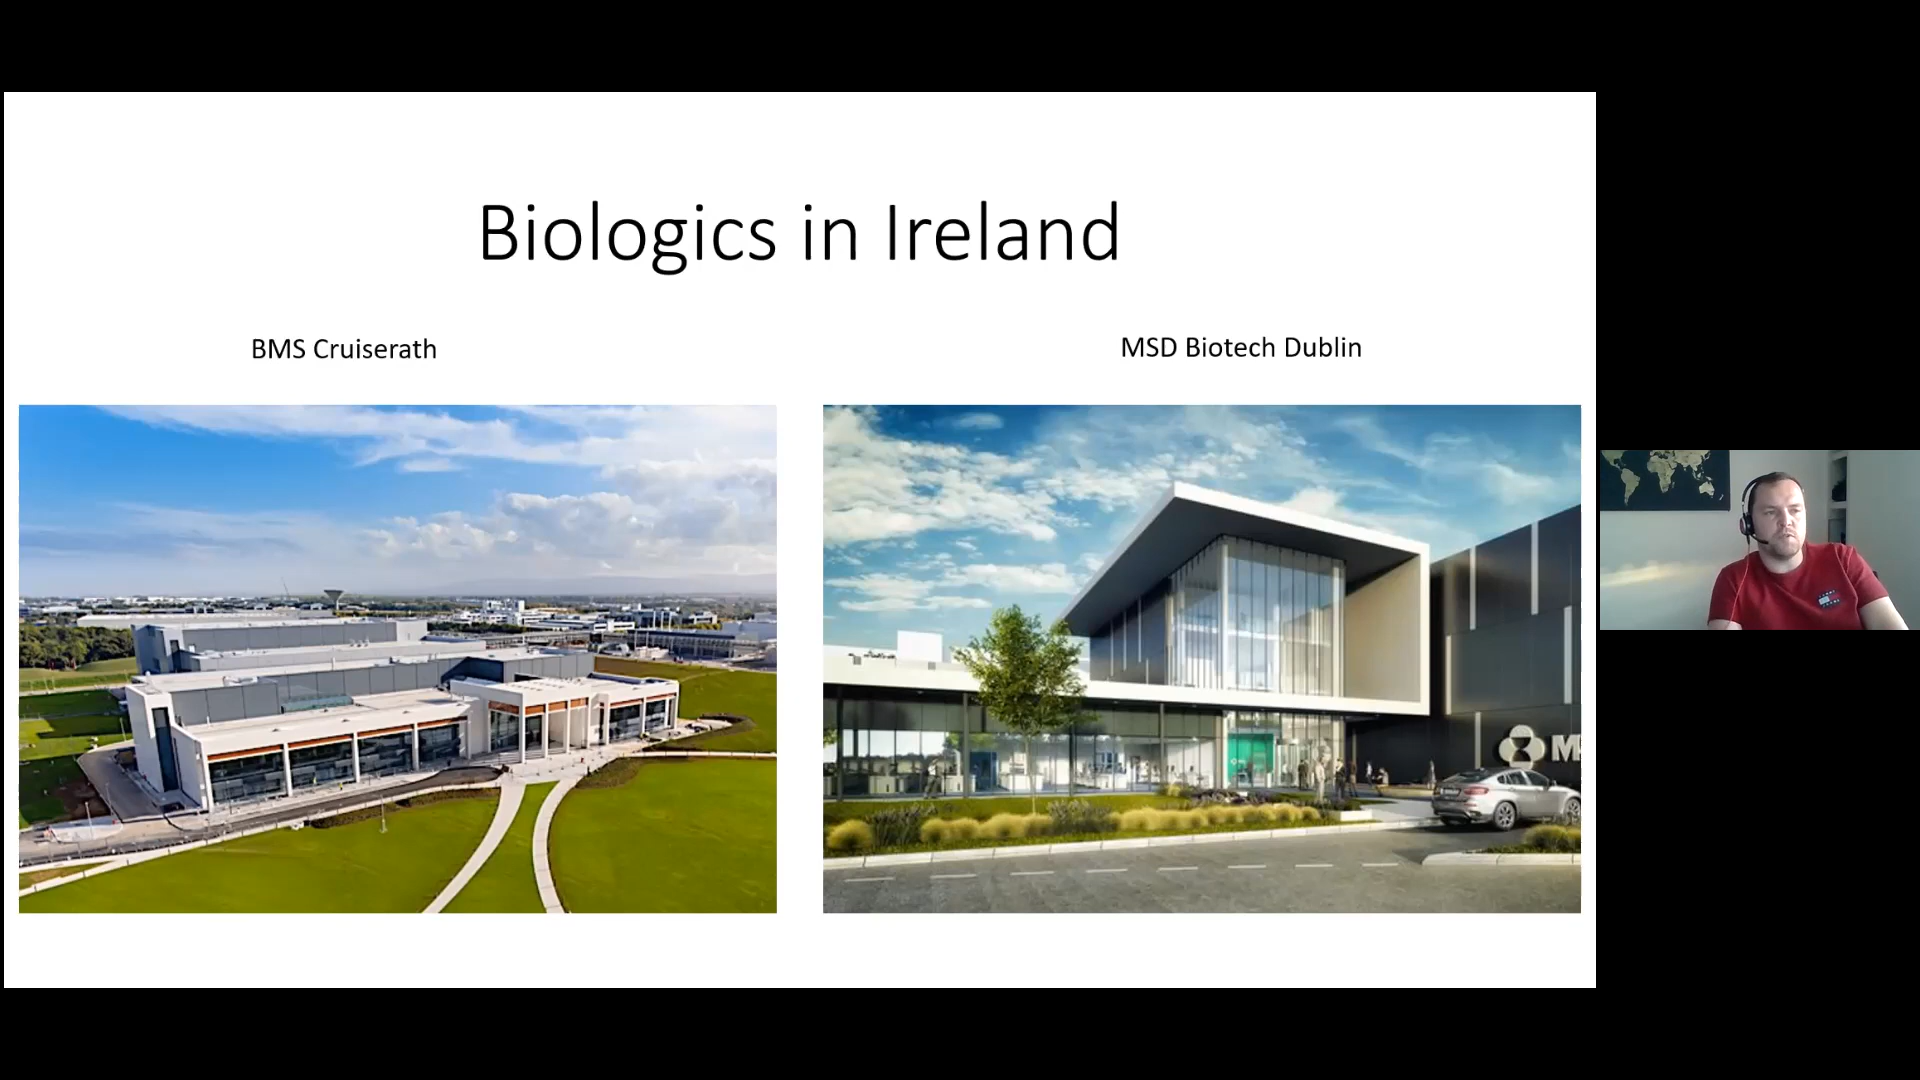 Biologics in Ireland
BMS Cruiserath
MSD Biotech Dublin